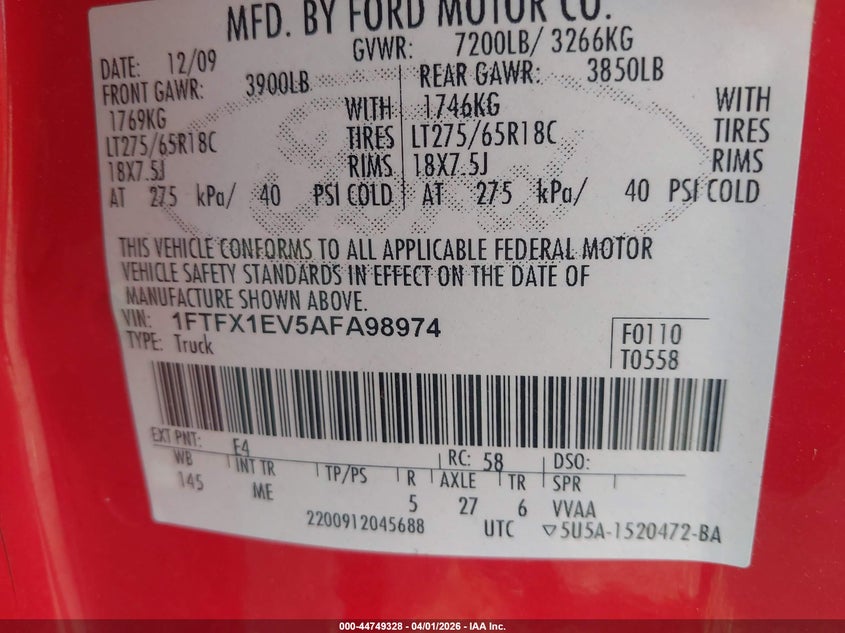 MFD. BY FORD MOTOR CO.
DATE: 12/09 GVWR: 7200LB/ 3266KG
FRONT GAWR: 3900LB REAR GAWR: 3850LB
1769KG WITH 1746KG WITH
LT275/65R18C TIRES LT275/65R18C TIRES
18X7.5J RIMS 18X7.5J RIMS
AT 275 kPa/ 40 PSI COLD AT 275 kPa/ 40 PSI COLD
THIS VEHICLE CONFORMS TO ALL APPLICABLE FEDERAL MOTOR
VEHICLE SAFETY STANDARDS IN EFFECT ON THE DATE OF
MANUFACTURE SHOWN ABOVE.
VIN: 1FTFX1EV5AFA98974 F0110
TYPE: Truck T0558
EXT PNT: F4 RC: 58 DSO:
WB INT TR TP/PS R AXLE TR SPR
145 ME 5 27 6 VVAA
2200912045688 UTC ▽5U5A-1520472-BA
000-44749328 - 04/01/2026 - IAA Inc.